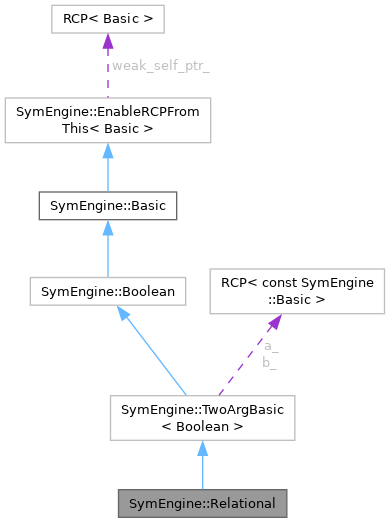 RCP< Basic >
weak_self_ptr_
SymEngine::EnableRCPFrom
This< Basic >
SymEngine::Basic
SymEngine::Boolean
RCP< const SymEngine
::Basic >
a_
b_
SymEngine::TwoArgBasic
< Boolean >
SymEngine::Relational